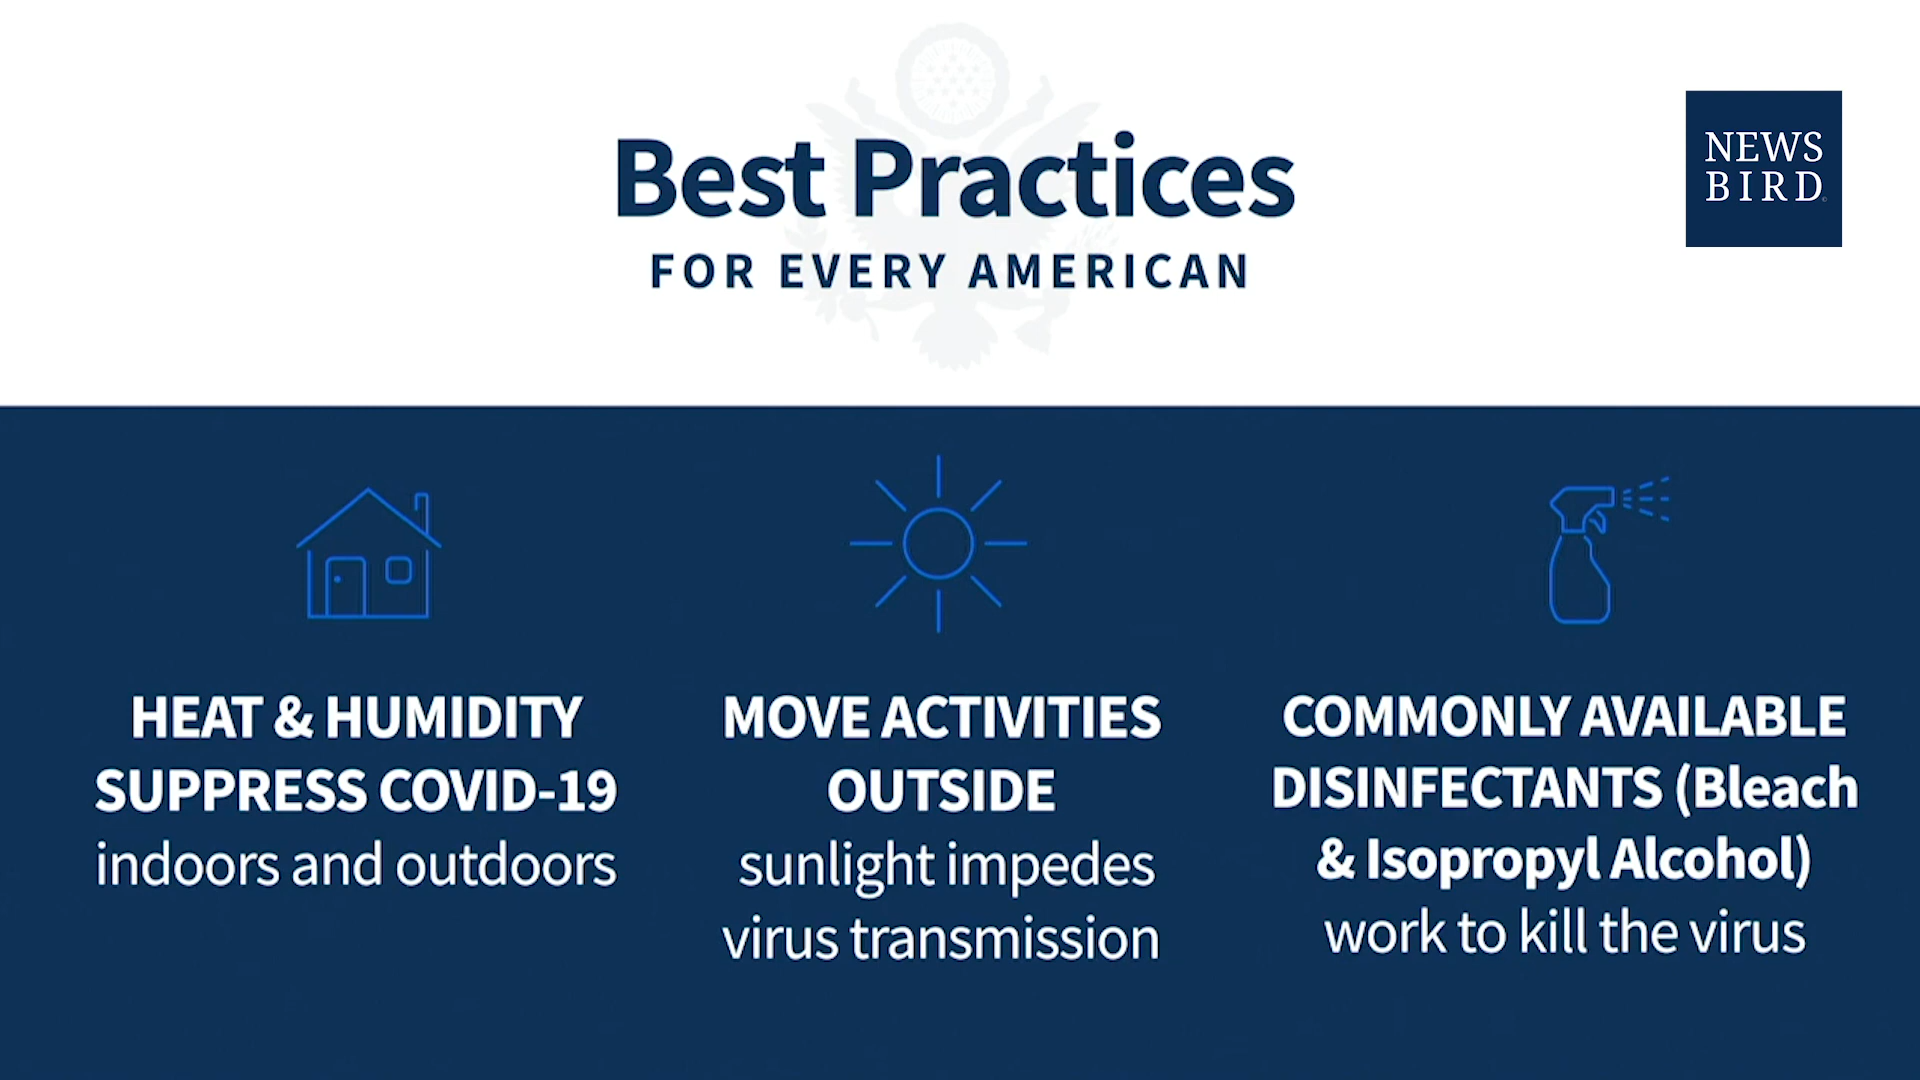 Best Practices
FOR EVERY AMERICAN
NEWS
BIRD
HEAT & HUMIDITY
SUPPRESS COVID-19
indoors and outdoors
MOVE ACTIVITIES
OUTSIDE
sunlight impedes
virus transmission
COMMONLY AVAILABLE
DISINFECTANTS (Bleach
& Isopropyl Alcohol)
work to kill the virus